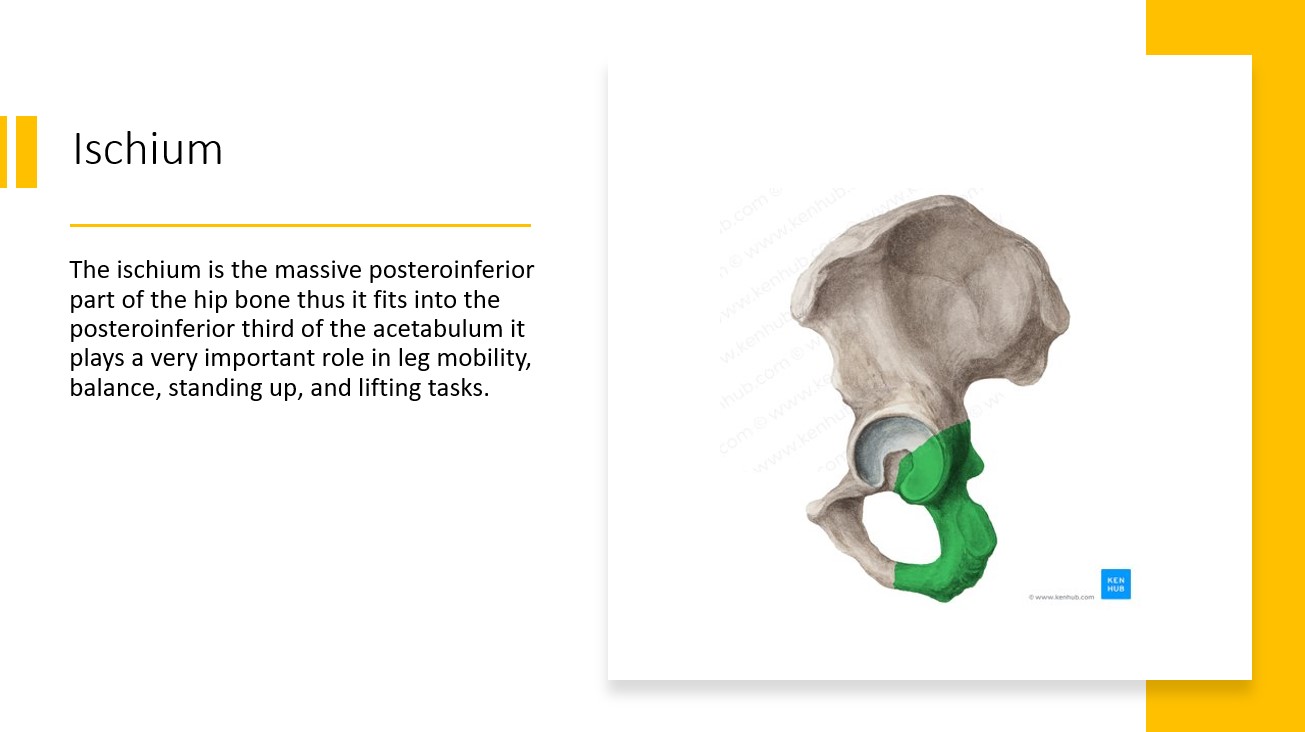 Ischium
The ischium is the massive posteroinferior
part of the hip bone thus it fits into the
posteroinferior third of the acetabulum it
plays a very important role in leg mobility,
balance, standing up, and lifting tasks.
KEN
HUB
© www.kenhub.com